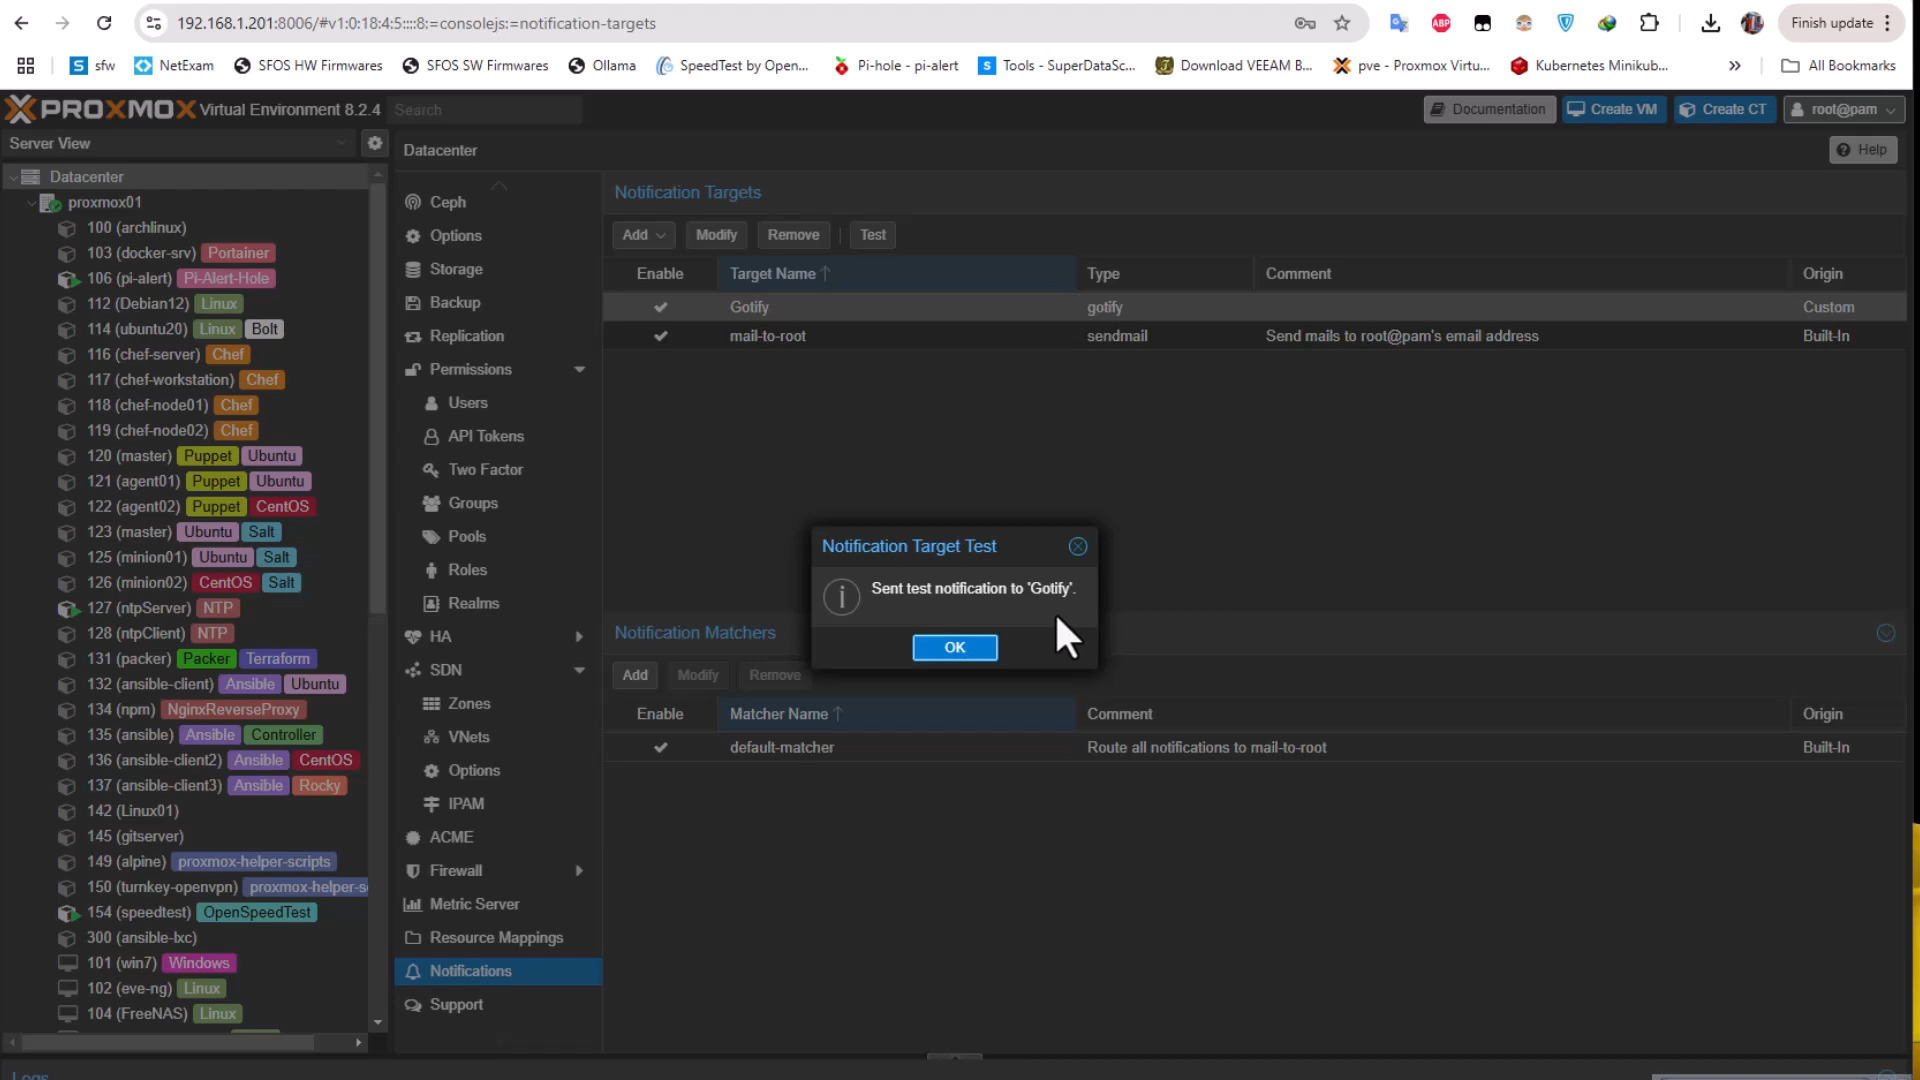 192.168.1.201:8006/#v1:0:18:4:5::::8:=consolejs:=notification-targets
Finish update
sfw
NetExam
SFOS HW Firmwares
SFOS SW Firmwares
Ollama
SpeedTest by Open...
Pi-hole - pi-alert
Tools - SuperDataSc...
Download VEEAM B...
pve - Proxmox Virtu...
Kubernetes Minikub...
All Bookmarks
PROXMOX Virtual Environment 8.2.4
Search
Documentation
Create VM
Create CT
root@pam
Server View
Datacenter
Help
Datacenter
proxmox01
100 (archlinux)
103 (docker-srv) Portainer
106 (pi-alert) Pi-Alert-Hole
112 (Debian12) Linux
114 (ubuntu20) Linux Bolt
116 (chef-server) Chef
117 (chef-workstation) Chef
118 (chef-node01) Chef
119 (chef-node02) Chef
120 (master) Puppet Ubuntu
121 (agent01) Puppet Ubuntu
122 (agent02) Puppet CentOS
123 (master) Ubuntu Salt
125 (minion01) Ubuntu Salt
126 (minion02) CentOS Salt
127 (ntpServer) NTP
128 (ntpClient) NTP
131 (packer) Packer Terraform
132 (ansible-client) Ansible Ubuntu
134 (npm) NginxReverseProxy
135 (ansible) Ansible Controller
136 (ansible-client2) Ansible CentOS
137 (ansible-client3) Ansible Rocky
142 (Linux01)
145 (gitserver)
149 (alpine) proxmox-helper-scripts
150 (turnkey-openvpn) proxmox-helper-s
154 (speedtest) OpenSpeedTest
300 (ansible-lxc)
101 (win7) Windows
102 (eve-ng) Linux
104 (FreeNAS) Linux
Logs
Ceph
Options
Storage
Backup
Replication
Permissions
Users
API Tokens
Two Factor
Groups
Pools
Roles
Realms
HA
SDN
Zones
VNets
Options
IPAM
ACME
Firewall
Metric Server
Resource Mappings
Notifications
Support
Notification Targets
Add Modify Remove Test
Enable Target Name Type Comment Origin
Gotify gotify Custom
mail-to-root sendmail Send mails to root@pam's email address Built-In
Notification Target Test
Sent test notification to 'Gotify'.
OK
Notification Matchers
Add Modify Remove
Enable Matcher Name Comment Origin
default-matcher Route all notifications to mail-to-root Built-In